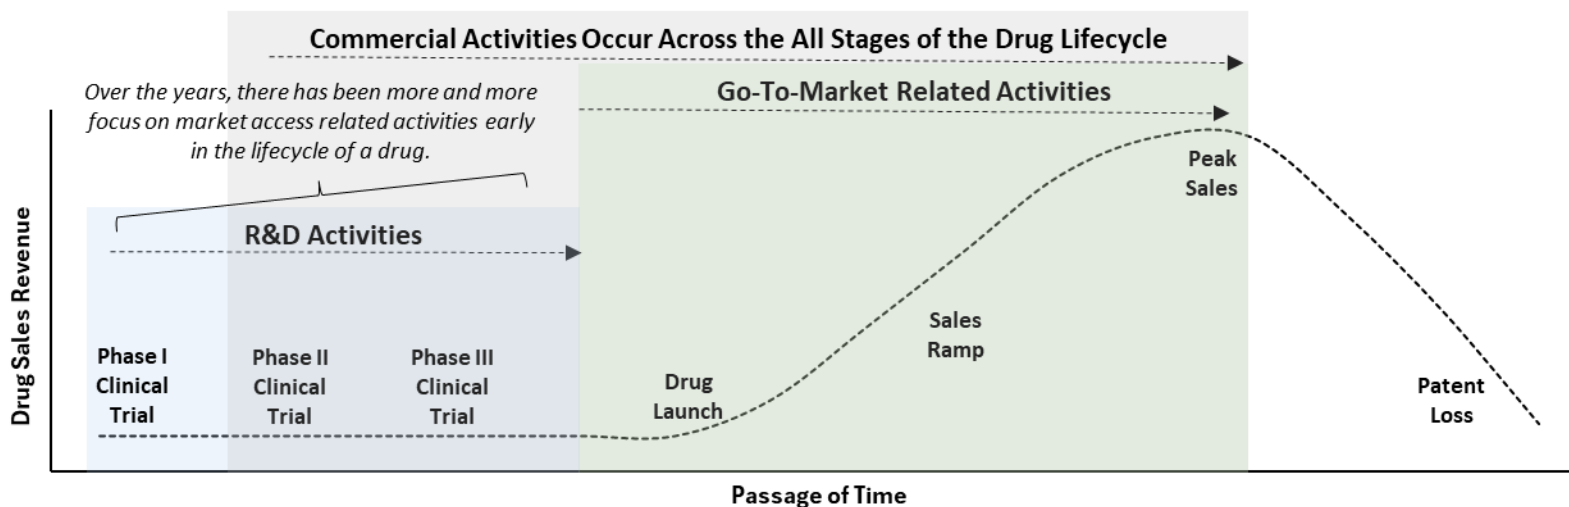 Commercial Activities Occur Across the All Stages of the Drug Lifecycle
Go-To-Market Related Activities
Over the years, there has been more and more
focus on market access related activities early
in the lifecycle of a drug.
R&D Activities
Drug Sales Revenue
Phase I
Clinical
Trial
Phase II
Clinical
Trial
Phase III
Clinical
Trial
Drug
Launch
Sales
Ramp
Peak
Sales
Patent
Loss
Passage of Time